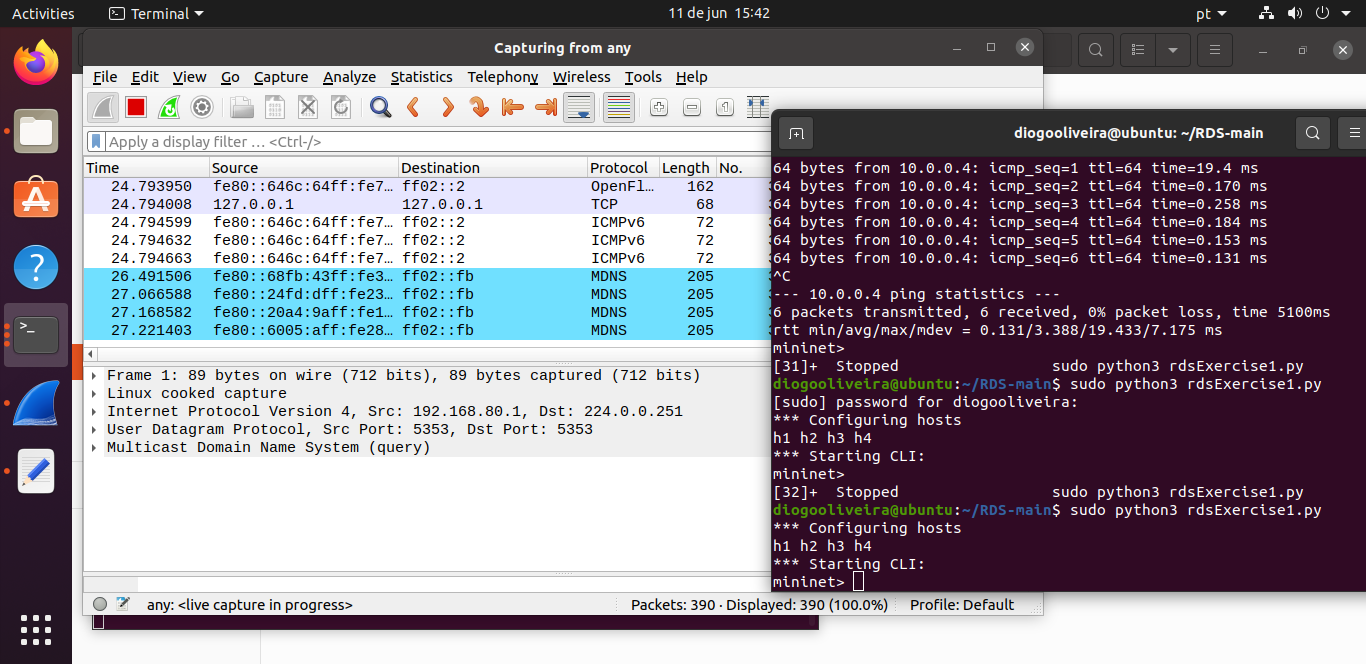 Activities
Terminal
11 de jun 15:42
pt
Capturing from any
File Edit View Go Capture Analyze Statistics Telephony Wireless Tools Help
Apply a display filter … <Ctrl-/>
Time Source Destination Protocol Length No.
24.793950 fe80::646c:64ff:fe7… ff02::2 OpenFl… 162
24.794008 127.0.0.1 127.0.0.1 TCP 68
24.794599 fe80::646c:64ff:fe7… ff02::2 ICMPv6 72
24.794632 fe80::646c:64ff:fe7… ff02::2 ICMPv6 72
24.794663 fe80::646c:64ff:fe7… ff02::2 ICMPv6 72
26.491506 fe80::68fb:43ff:fe3… ff02::fb MDNS 205
27.066588 fe80::24fd:dff:fe23… ff02::fb MDNS 205
27.168582 fe80::20a4:9aff:fe1… ff02::fb MDNS 205
27.221403 fe80::6005:aff:fe28… ff02::fb MDNS 205
Frame 1: 89 bytes on wire (712 bits), 89 bytes captured (712 bits)
Linux cooked capture
Internet Protocol Version 4, Src: 192.168.80.1, Dst: 224.0.0.251
User Datagram Protocol, Src Port: 5353, Dst Port: 5353
Multicast Domain Name System (query)
any: <live capture in progress>
Packets: 390 · Displayed: 390 (100.0%)
Profile: Default
diogooliveira@ubuntu: ~/RDS-main
64 bytes from 10.0.0.4: icmp_seq=1 ttl=64 time=19.4 ms
64 bytes from 10.0.0.4: icmp_seq=2 ttl=64 time=0.170 ms
64 bytes from 10.0.0.4: icmp_seq=3 ttl=64 time=0.258 ms
64 bytes from 10.0.0.4: icmp_seq=4 ttl=64 time=0.184 ms
64 bytes from 10.0.0.4: icmp_seq=5 ttl=64 time=0.153 ms
64 bytes from 10.0.0.4: icmp_seq=6 ttl=64 time=0.131 ms
^C
--- 10.0.0.4 ping statistics ---
6 packets transmitted, 6 received, 0% packet loss, time 5100ms
rtt min/avg/max/mdev = 0.131/3.388/19.433/7.175 ms
mininet>
[31]+ Stopped sudo python3 rdsExercise1.py
diogooliveira@ubuntu:~/RDS-main$ sudo python3 rdsExercise1.py
[sudo] password for diogooliveira:
*** Configuring hosts
h1 h2 h3 h4
*** Starting CLI:
mininet>
[32]+ Stopped sudo python3 rdsExercise1.py
diogooliveira@ubuntu:~/RDS-main$ sudo python3 rdsExercise1.py
*** Configuring hosts
h1 h2 h3 h4
*** Starting CLI:
mininet>